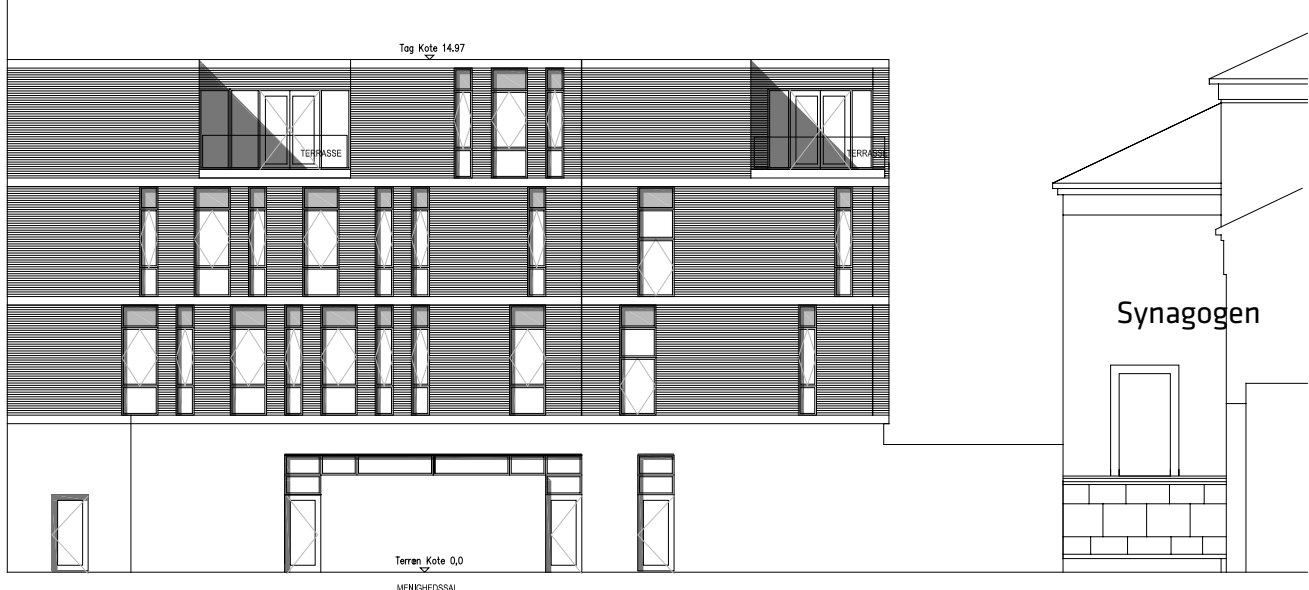 Tag Kote 14.97
TERRASSE
TERRASSE
Synagogen
Terræn Kote 0,0
MENIGHEDSSAL